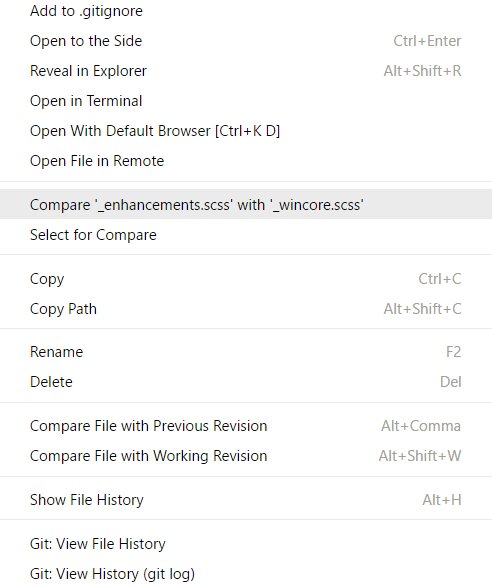 Add to .gitignore
Open to the Side Ctrl+Enter
Reveal in Explorer Alt+Shift+R
Open in Terminal
Open With Default Browser [Ctrl+K D]
Open File in Remote
Compare '_enhancements.scss' with '_wincore.scss'
Select for Compare
Copy Ctrl+C
Copy Path Alt+Shift+C
Rename F2
Delete Del
Compare File with Previous Revision Alt+Comma
Compare File with Working Revision Alt+Shift+W
Show File History Alt+H
Git: View File History
Git: View History (git log)